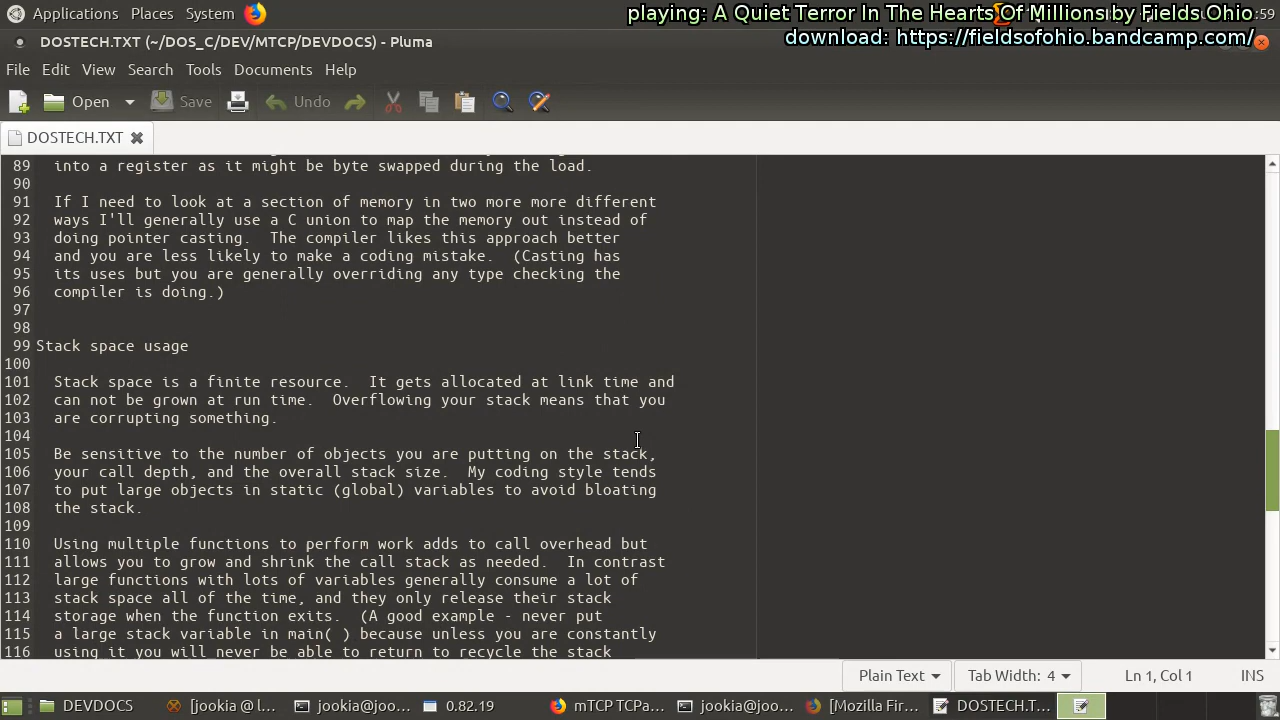 Applications Places System
playing: A Quiet Terror In The Hearts Of Millions by Fields Ohio
:59
download: https://fieldsofohio.bandcamp.com/
DOSTECH.TXT (~/DOS_C/DEV/MTCP/DEVDOCS) - Pluma
File Edit View Search Tools Documents Help
Open Save Undo
DOSTECH.TXT
89 into a register as it might be byte swapped during the load.
90
91 If I need to look at a section of memory in two more more different
92 ways I'll generally use a C union to map the memory out instead of
93 doing pointer casting.  The compiler likes this approach better
94 and you are less likely to make a coding mistake.  (Casting has
95 its uses but you are generally overriding any type checking the
96 compiler is doing.)
97
98
99 Stack space usage
100
101 Stack space is a finite resource.  It gets allocated at link time and
102 can not be grown at run time.  Overflowing your stack means that you
103 are corrupting something.
104
105 Be sensitive to the number of objects you are putting on the stack,
106 your call depth, and the overall stack size.  My coding style tends
107 to put large objects in static (global) variables to avoid bloating
108 the stack.
109
110 Using multiple functions to perform work adds to call overhead but
111 allows you to grow and shrink the call stack as needed.  In contrast
112 large functions with lots of variables generally consume a lot of
113 stack space all of the time, and they only release their stack
114 storage when the function exits.  (A good example - never put
115 a large stack variable in main( ) because unless you are constantly
116 using it you will never be able to return to recycle the stack
Plain Text Tab Width: 4 Ln 1, Col 1 INS
DEVDOCS [jookia @ l... jookia@joo... 0.82.19 mTCP TCPa... jookia@joo... [Mozilla Fir... DOSTECH.T...